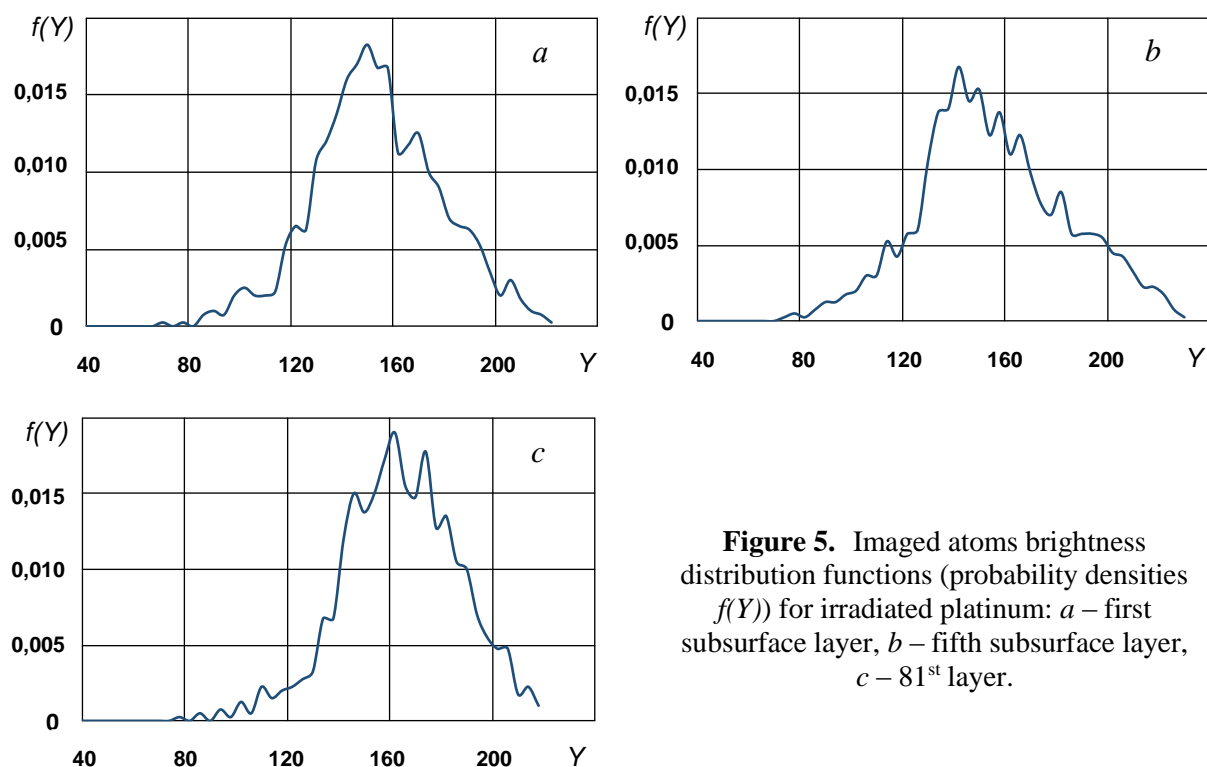 f(Y)
a
0,015
0,010
0,005
0
40 80 120 160 200 Y
f(Y)
b
0,015
0,010
0,005
0
40 80 120 160 200 Y
f(Y)
c
0,015
0,010
0,005
0
40 80 120 160 200 Y
Figure 5. Imaged atoms brightness
distribution functions (probability densities
f(Y)) for irradiated platinum: a – first
subsurface layer, b – fifth subsurface layer,
c – 81st layer.